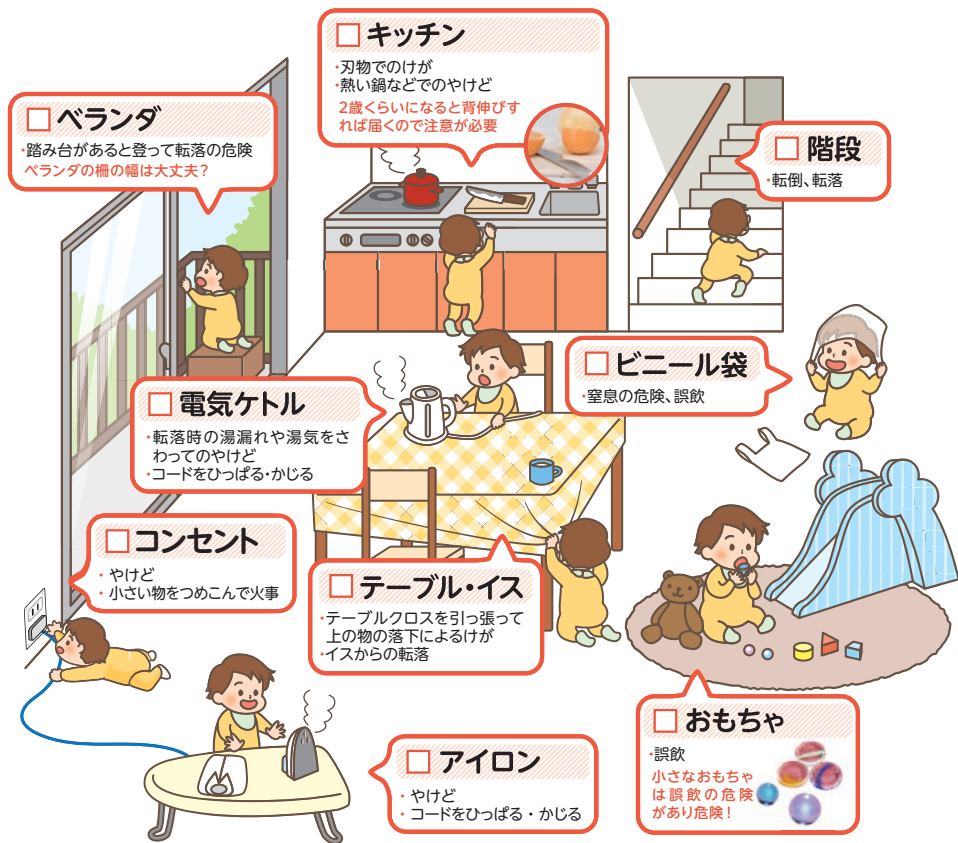 □ キッチン
・刃物でのけが
・熱い鍋などでのやけど
2歳くらいになると背伸びす
れば届くので注意が必要
□ ベランダ
・踏み台があると登って転落の危険
ベランダの柵の幅は大丈夫?
□ 階段
・転倒、転落
□ ビニール袋
・窒息の危険、誤飲
□ 電気ケトル
・転落時の湯漏れや湯気をさ
わってのやけど
・コードをひっぱる・かじる
□ コンセント
・やけど
・小さい物をつめこんで火事
□ テーブル・イス
・テーブルクロスを引っ張って
上の物の落下によるけが
・イスからの転落
□ おもちゃ
・誤飲
小さなおもちゃ
は誤飲の危険
があり危険!
□ アイロン
・やけど
・コードをひっぱる・かじる